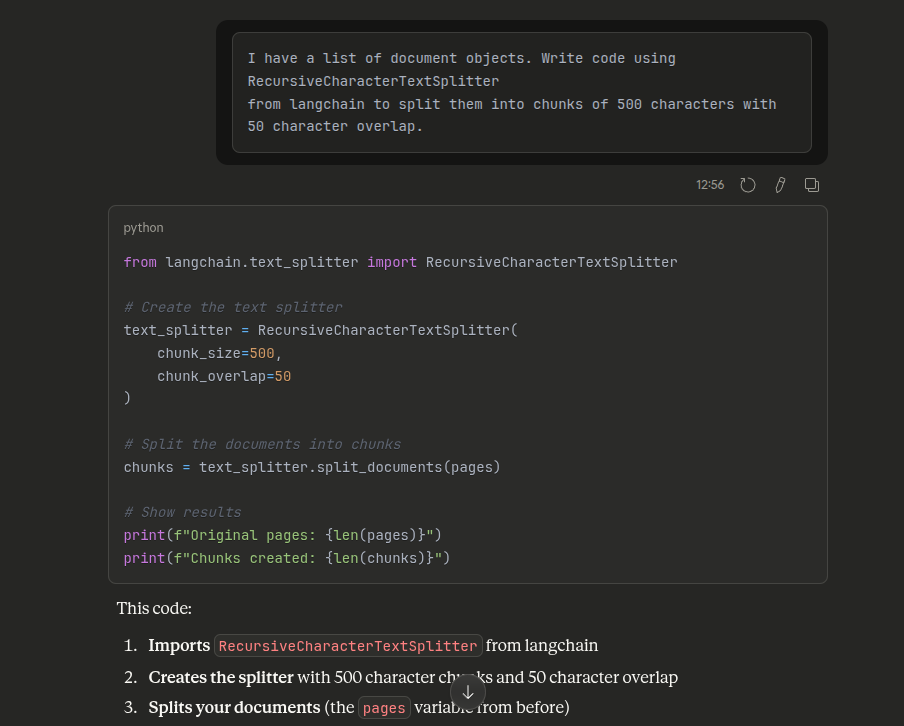 I have a list of document objects. Write code using
RecursiveCharacterTextSplitter
from langchain to split them into chunks of 500 characters with
50 character overlap.
12:56
python
from langchain.text_splitter import RecursiveCharacterTextSplitter
# Create the text splitter
text_splitter = RecursiveCharacterTextSplitter(
    chunk_size=500,
    chunk_overlap=50
)
# Split the documents into chunks
chunks = text_splitter.split_documents(pages)
# Show results
print(f"Original pages: {len(pages)}")
print(f"Chunks created: {len(chunks)}")
This code:
1. Imports RecursiveCharacterTextSplitter from langchain
2. Creates the splitter with 500 character chunks and 50 character overlap
3. Splits your documents (the pages variable from before)